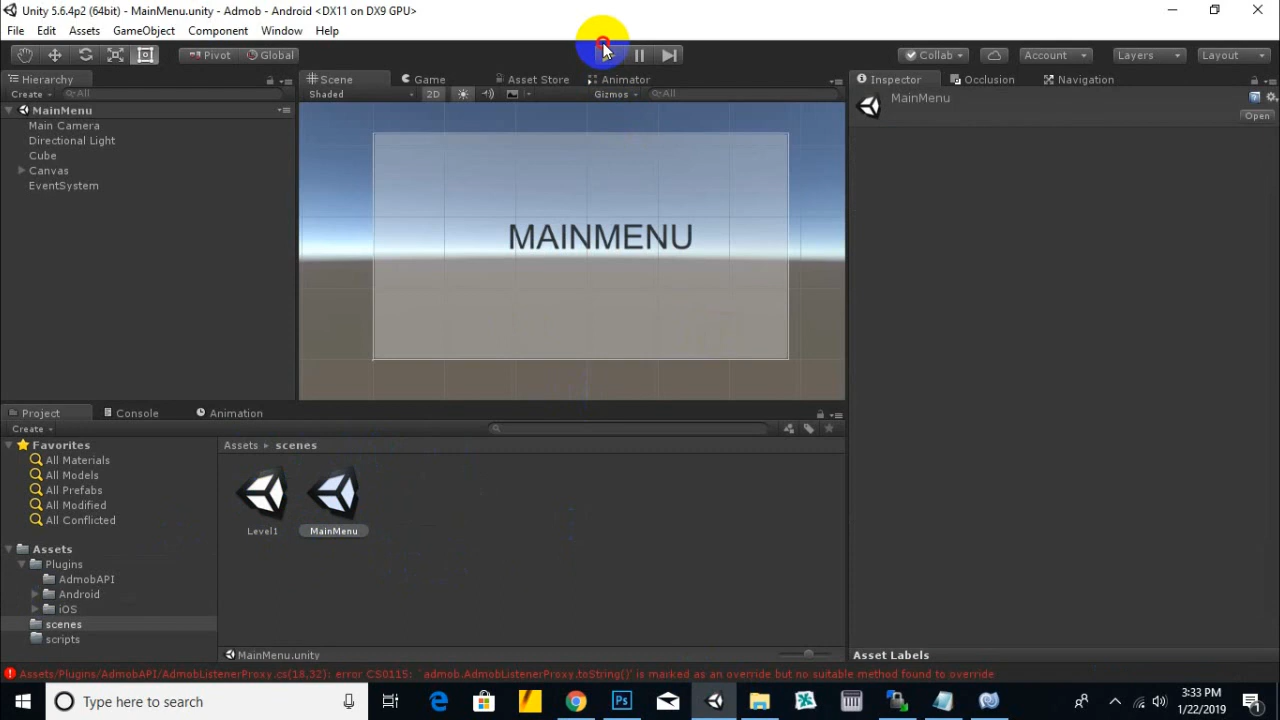 Unity 5.6.4p2 (64bit) - MainMenu.unity - Admob - Android <DX11 on DX9 GPU>
File Edit Assets GameObject Component Window Help
Pivot Global Collab Account Layers Layout
Hierarchy Scene Game Asset Store Animator Inspector Occlusion Navigation
Create All Shaded 2D Gizmos All MainMenu
MainMenu Open
Main Camera
Directional Light
Cube
Canvas
EventSystem
MAINMENU
Project Console Animation
Create
Favorites Assets scenes
All Materials
All Models
All Prefabs
All Modified
All Conflicted
Level1 MainMenu
Assets
Plugins
AdmobAPI
Android
iOS
scenes
scripts
MainMenu.unity Asset Labels
Assets/Plugins/AdmobAPI/AdmobListenerProxy.cs(18,32): error CS0115: `admob.AdmobListenerProxy.toString()' is marked as an override but no suitable method found to override
Type here to search
3:33 PM
1/22/2019